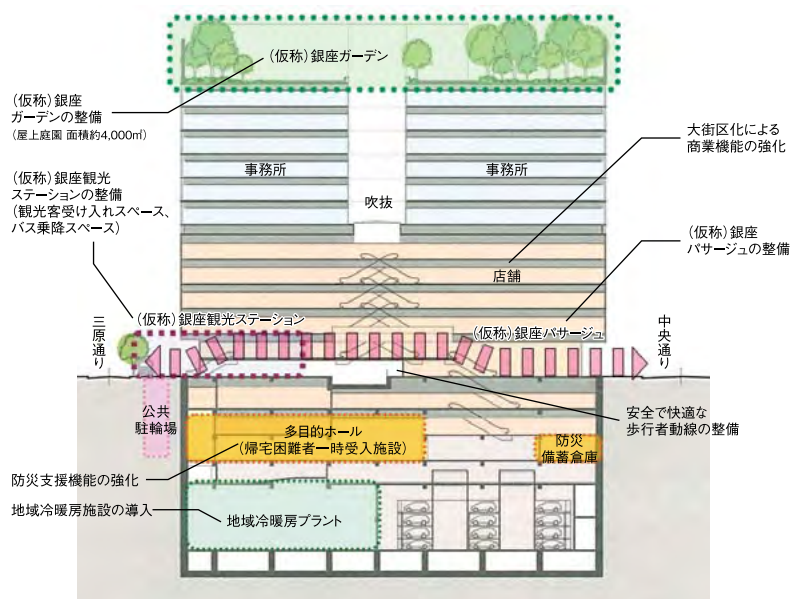 （仮称）銀座ガーデン
（仮称）銀座
ガーデンの整備
（屋上庭園 面積約4,000㎡）
大街区化による
商業機能の強化
事務所
事務所
（仮称）銀座観光
ステーションの整備
（観光客受け入れスペース、
バス乗降スペース）
吹抜
（仮称）銀座
パサージュの整備
店舗
（仮称）銀座観光ステーション
（仮称）銀座パサージュ
三原通り
中央通り
公共
駐輪場
安全で快適な
歩行者動線の整備
多目的ホール
（帰宅困難者一時受入施設）
防災
備蓄倉庫
防災支援機能の強化
地域冷暖房施設の導入
地域冷暖房プラント